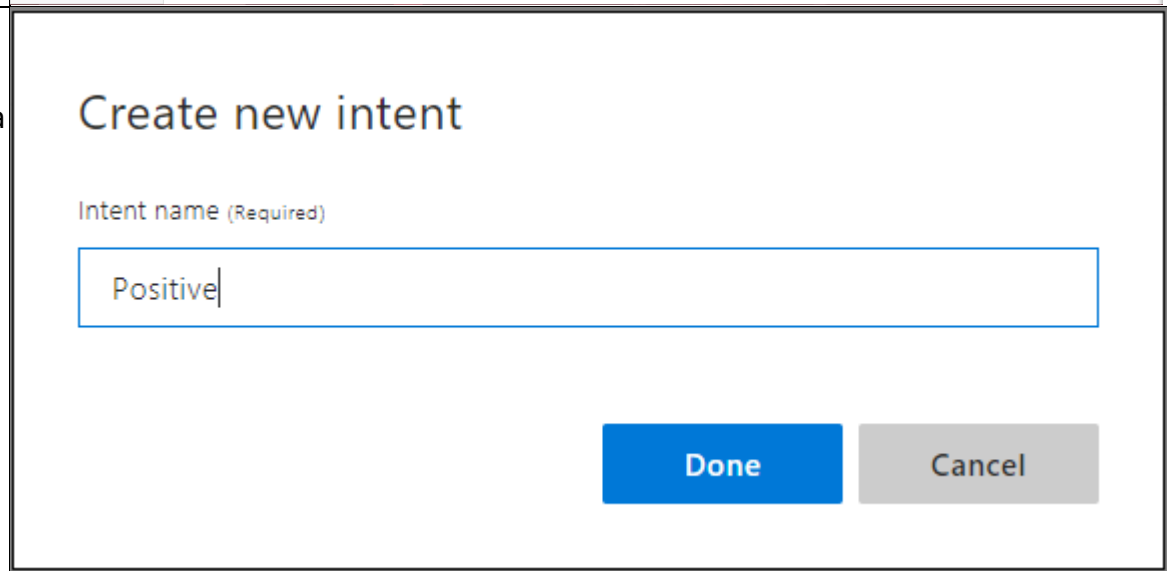 Create new intent
Intent name (Required)
Positive
Done
Cancel